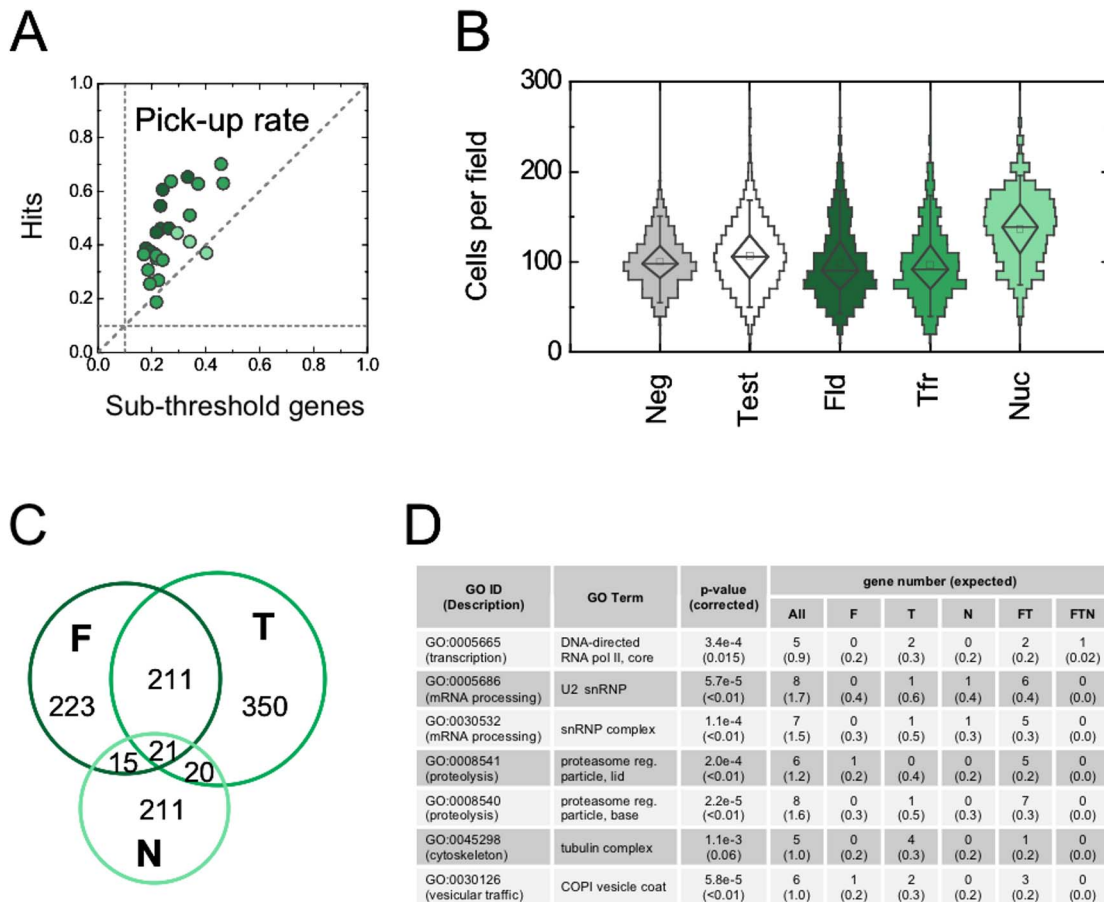 A
Pick-up rate
Hits
1.0
0.8
0.6
0.4
0.2
0.0
0.0 0.2 0.4 0.6 0.8 1.0
Sub-threshold genes
B
Cells per field
300
200
100
0
Neg
Test
Fld
Tfr
Nuc
C
F
T
223
211
350
15
21
20
211
N
D
GO ID (Description) GO Term p-value (corrected) gene number (expected)
All F T N FT FTN
GO:0005665 DNA-directed 3.4e-4 5 0 2 0 2 1
(transcription) RNA pol II, core (0.015) (0.9) (0.2) (0.3) (0.2) (0.2) (0.02)
GO:0005686 U2 snRNP 5.7e-5 8 0 1 1 6 0
(mRNA processing) (<0.01) (1.7) (0.4) (0.6) (0.4) (0.4) (0.0)
GO:0030532 snRNP complex 1.1e-4 7 0 1 1 5 0
(mRNA processing) (<0.01) (1.5) (0.3) (0.5) (0.3) (0.3) (0.0)
GO:0008541 proteasome reg. 2.0e-4 6 1 0 0 5 0
(proteolysis) particle, lid (<0.01) (1.2) (0.2) (0.4) (0.2) (0.2) (0.0)
GO:0008540 proteasome reg. 2.2e-5 8 0 1 0 7 0
(proteolysis) particle, base (<0.01) (1.6) (0.3) (0.5) (0.3) (0.3) (0.0)
GO:0045298 tubulin complex 1.1e-3 5 0 4 0 1 0
(cytoskeleton) (0.06) (1.0) (0.2) (0.3) (0.2) (0.2) (0.0)
GO:0030126 COPI vesicle coat 5.8e-5 6 1 2 0 3 0
(vesicular traffic) (<0.01) (1.0) (0.2) (0.3) (0.2) (0.2) (0.0)